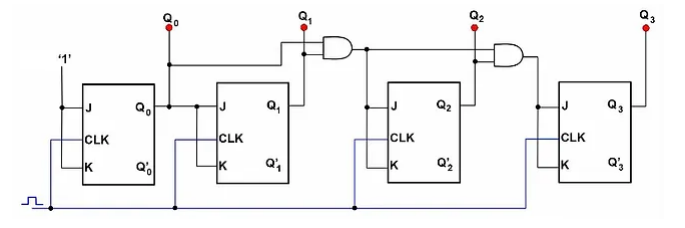 Q0 Q1 Q2 Q3
'1'
J Q0 J Q1 J Q2 J Q3
CLK CLK CLK CLK
K Q'0 K Q'1 K Q'2 K Q'3